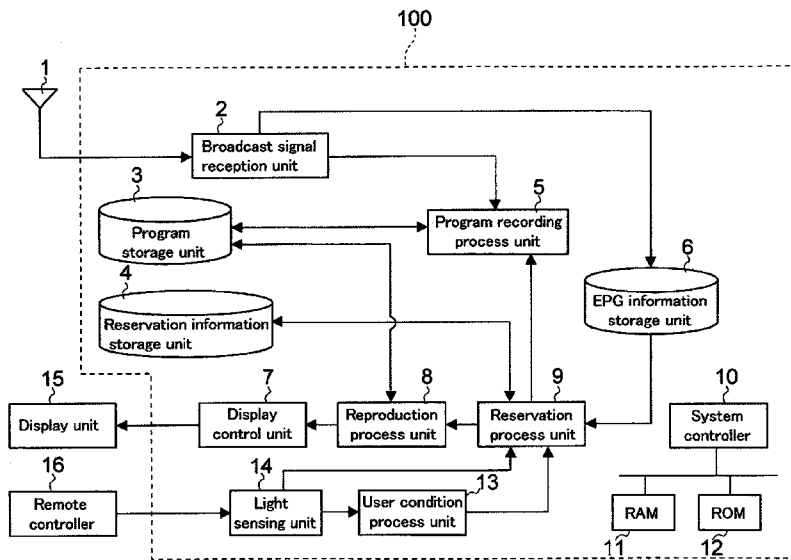 100
1
2
Broadcast signal
reception unit
3
Program
storage unit
5
Program recording
process unit
4
Reservation information
storage unit
6
EPG information
storage unit
15
Display unit
7
Display
control unit
8
Reproduction
process unit
9
Reservation
process unit
10
System
controller
16
Remote
controller
14
Light
sensing unit
User condition
process unit
13
RAM
11
ROM
12